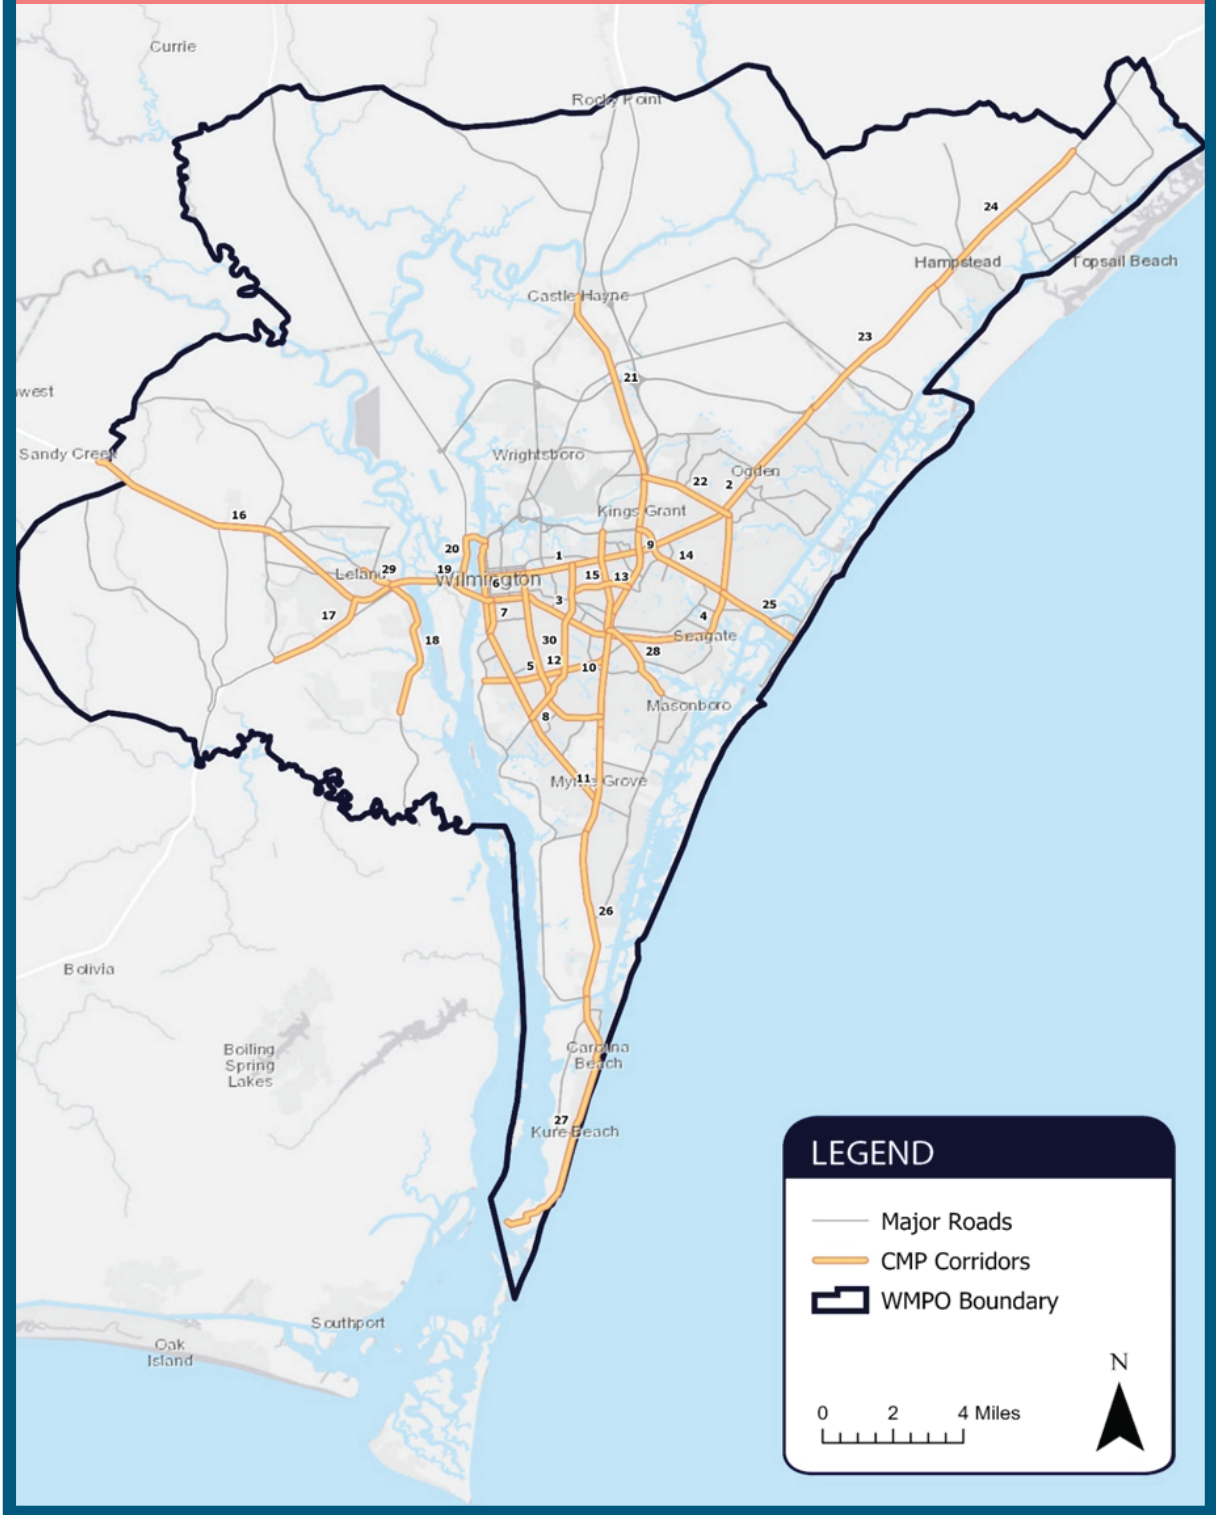 Currie
Rocky Point
24
Hampstead
Topsail Beach
Castle Hayne
23
21
west
Sandy Creek
Wrightsboro
Ogden
22
2
Kings Grant
16
20
1
9
14
Leland
29
19
Wilmington
6
15
13
17
7
3
25
4
18
30
Seagate
28
5
12
10
Masonboro
8
Myrtle Grove
11
26
Bolivia
Carolina
Beach
Boiling
Spring
Lakes
27
Kure Beach
LEGEND
Major Roads
CMP Corridors
WMPO Boundary
Southport
Oak
Island
N
0 2 4 Miles